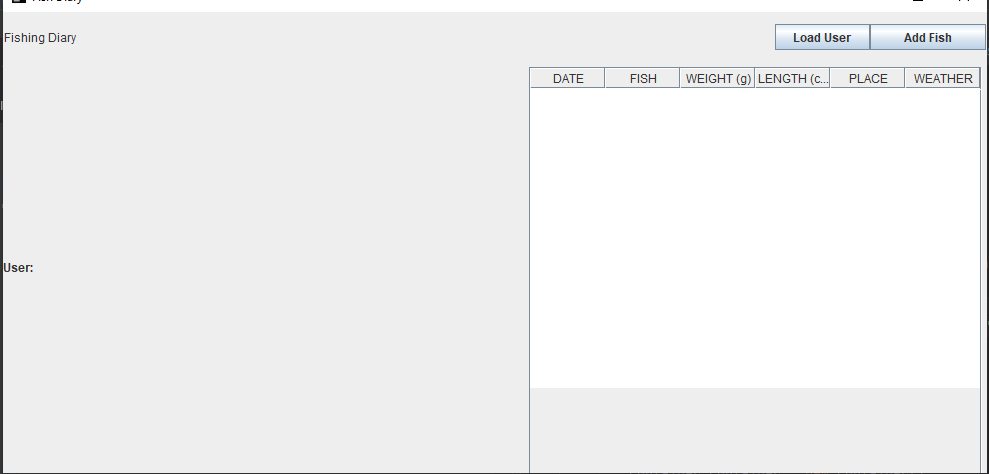 Fishing Diary
Load User
Add Fish
DATE FISH WEIGHT (g) LENGTH (c... PLACE WEATHER
User: